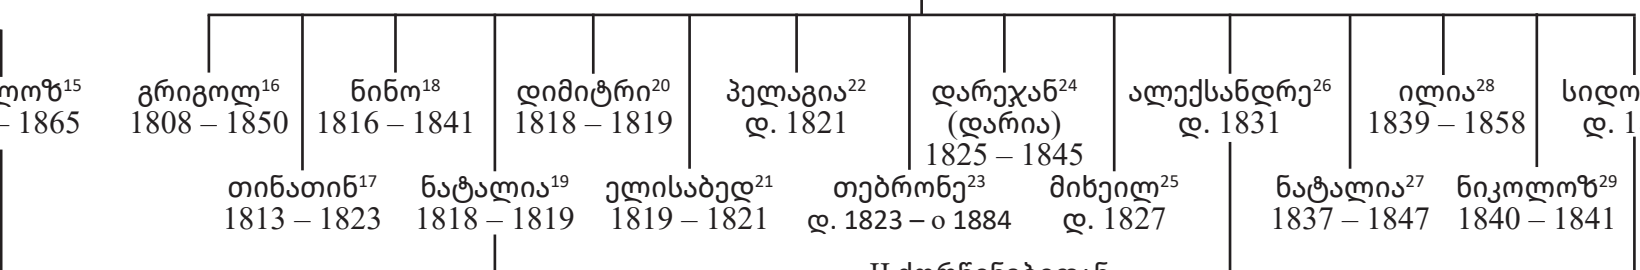 გრიგოლ16 ნინო18 დიმიტრი20 პელაგია22 დარეჯან24 ალექსანდრე26 ილია28
– 1865 1808 – 1850 1816 – 1841 1818 – 1819 დ. 1821 (დარია) დ. 1831 1839 – 1858
1825 – 1845
თინათინ17 ნატალია19 ელისაბედ21 თებრონე23 მიხეილ25 ნატალია27 ნიკოლოზ29
1813 – 1823 1818 – 1819 1819 – 1821 დ. 1823 – ο 1884 დ. 1827 1837 – 1847 1840 – 1841